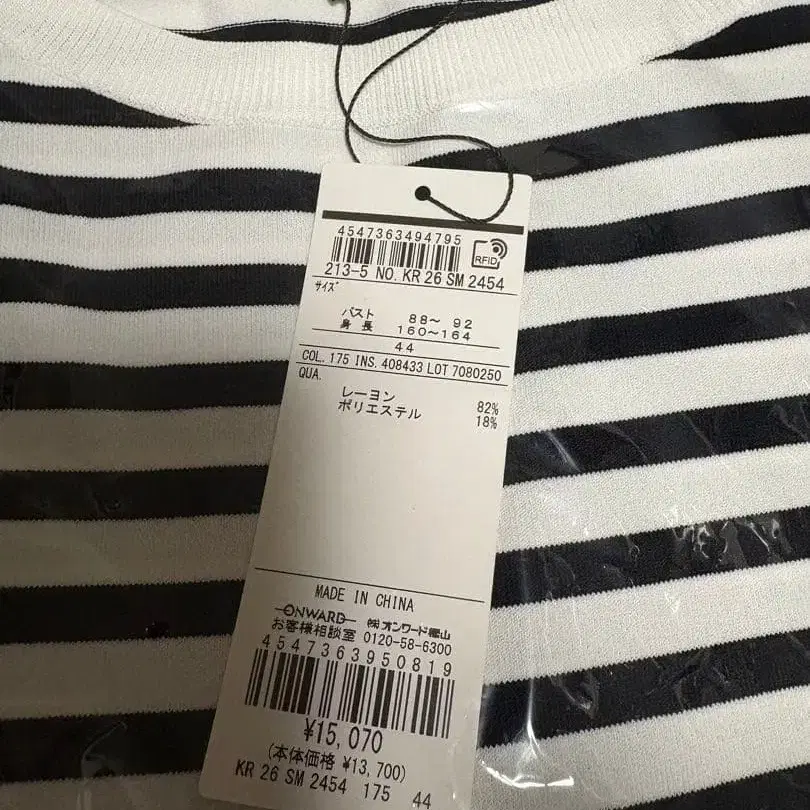 4547363494795
RFID
213-5 NO. KR 26 SM 2454
サイズ
バスト 88～ 92
身長 160～164
44
COL. 175 INS. 408433 LOT 7080250
QUA.
レーヨン 82%
ポリエステル 18%
MADE IN CHINA
ONWARD ㈱オンワード樫山
お客様相談室 0120-58-6300
4547363950819
¥15,070
(本体価格 ¥13,700)
KR 26 SM 2454 175 44